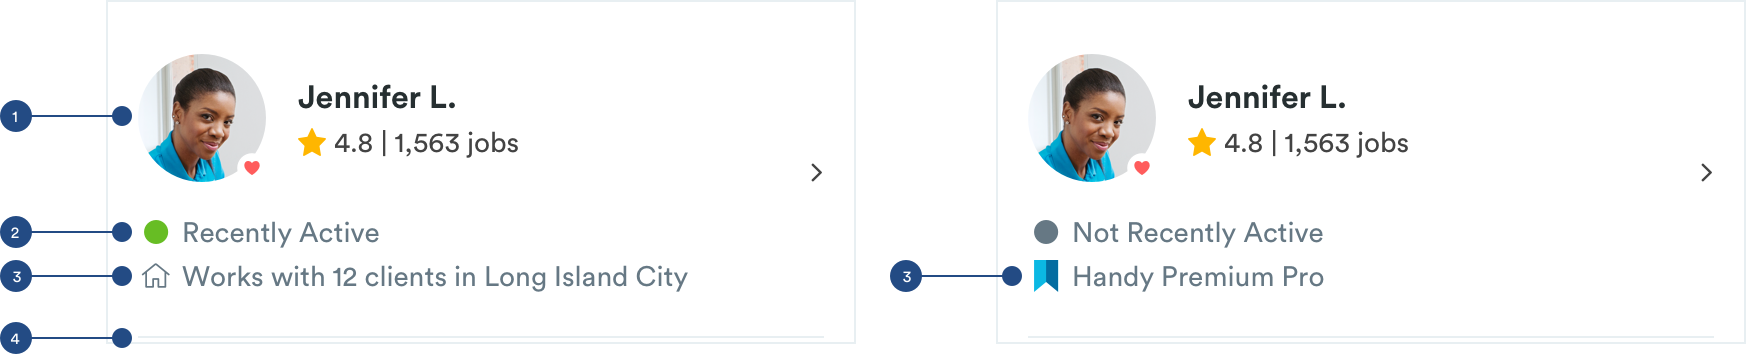 1
Jennifer L.
4.8 | 1,563 jobs
2
Recently Active
3
Works with 12 clients in Long Island City
4
Jennifer L.
4.8 | 1,563 jobs
Not Recently Active
3
Handy Premium Pro